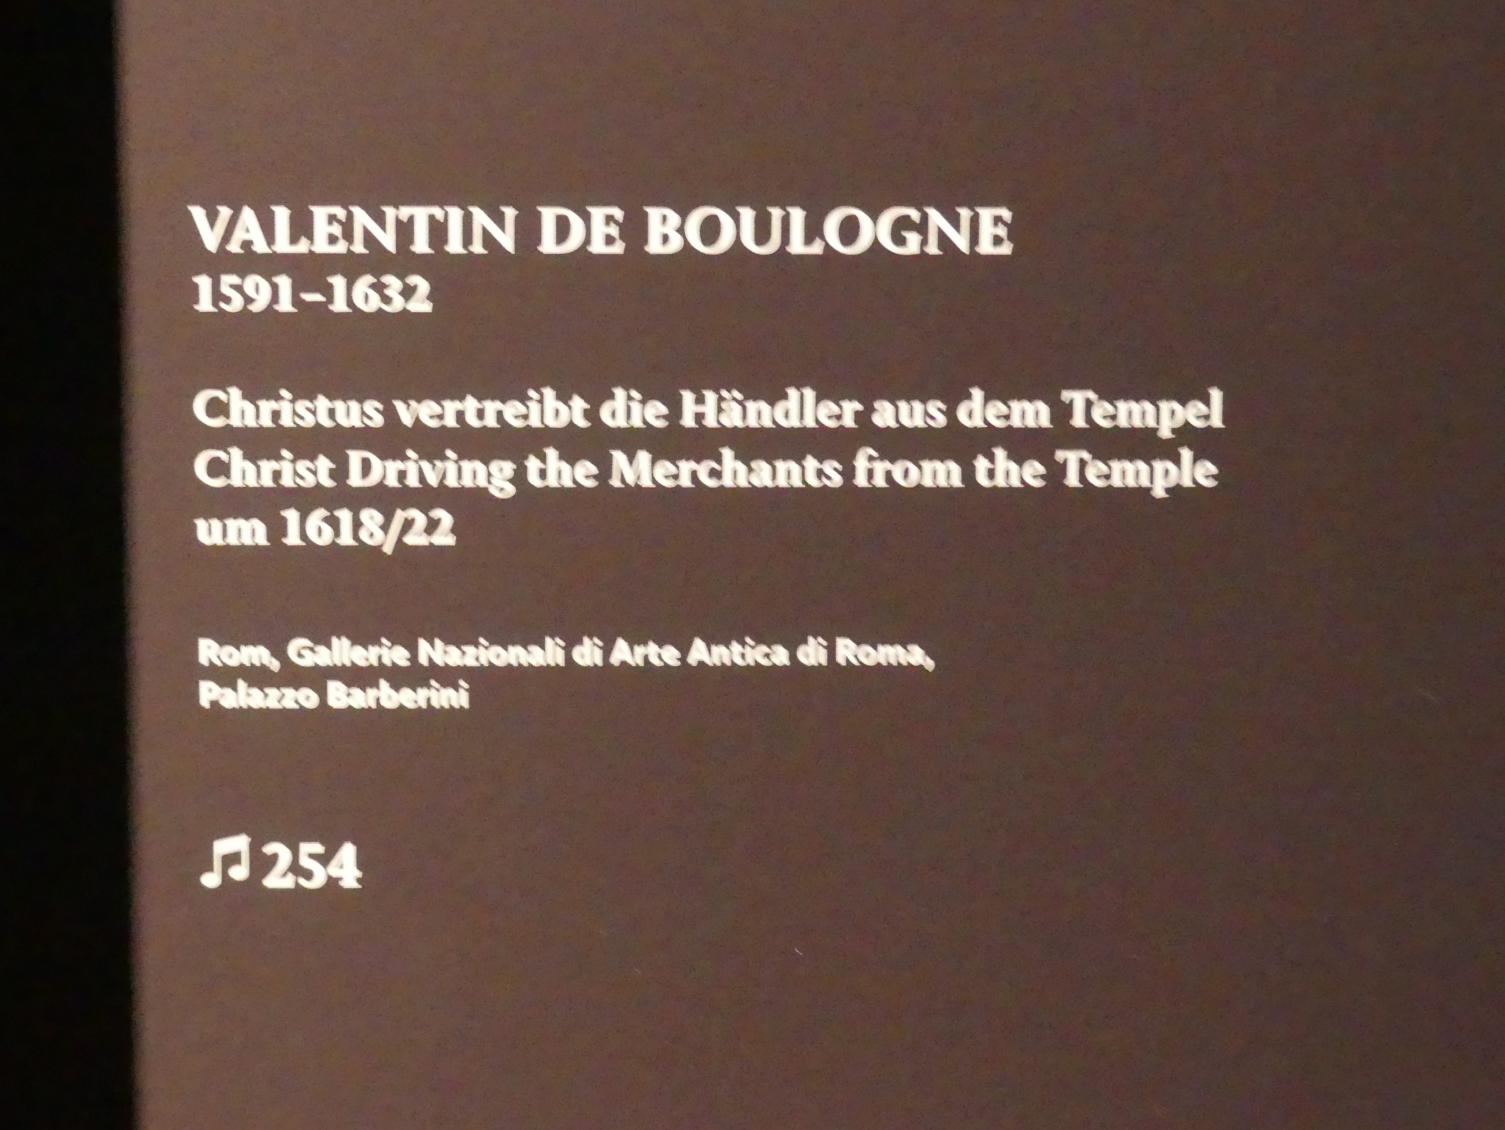 VALENTIN DE BOULOGNE
1591–1632
Christus vertreibt die Händler aus dem Tempel
Christ Driving the Merchants from the Temple
um 1618/22
Rom, Gallerie Nazionali di Arte Antica di Roma,
Palazzo Barberini
♫ 254